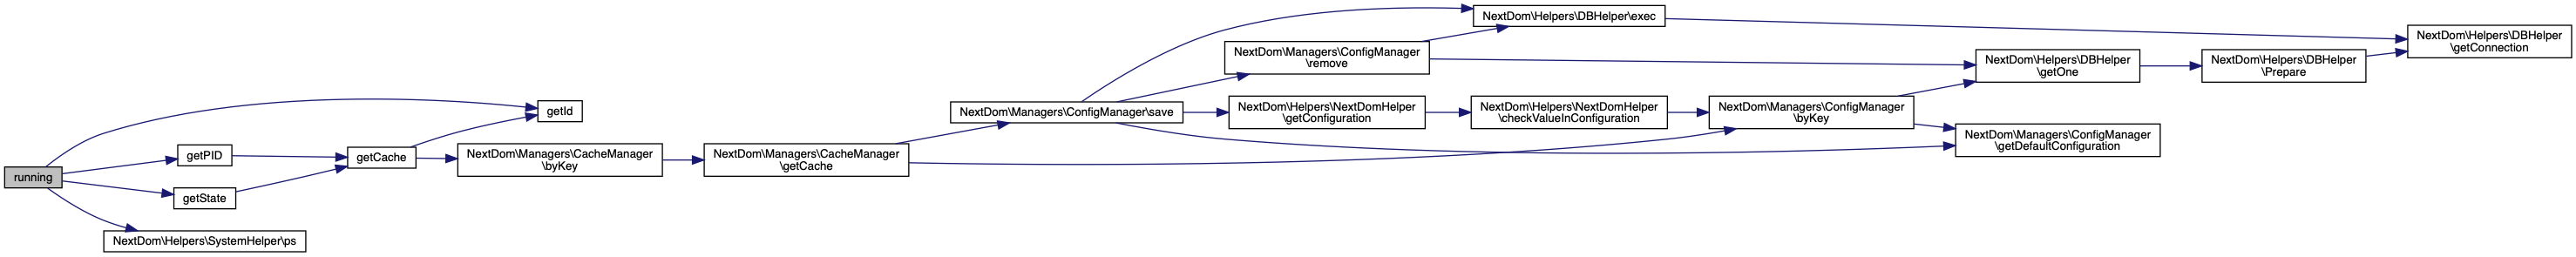 running
getPID
getState
NextDom\Helpers\SystemHelper\ps
getCache
getId
NextDom\Managers\CacheManager
\byKey
NextDom\Managers\CacheManager
\getCache
NextDom\Managers\ConfigManager\save
NextDom\Managers\ConfigManager
\remove
NextDom\Helpers\NextDomHelper
\getConfiguration
NextDom\Helpers\DBHelper\exec
NextDom\Helpers\NextDomHelper
\checkValueInConfiguration
NextDom\Managers\ConfigManager
\byKey
NextDom\Helpers\DBHelper
\getOne
NextDom\Managers\ConfigManager
\getDefaultConfiguration
NextDom\Helpers\DBHelper
\Prepare
NextDom\Helpers\DBHelper
\getConnection